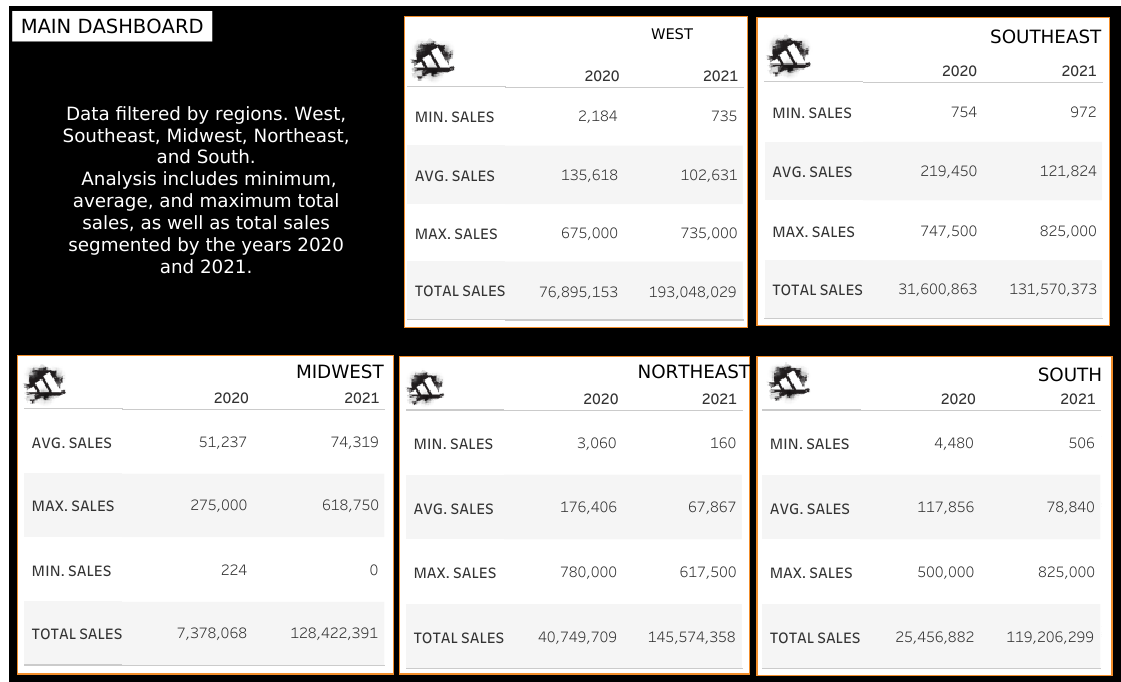 MAIN DASHBOARD
Data filtered by regions. West,
Southeast, Midwest, Northeast,
and South.
Analysis includes minimum,
average, and maximum total
sales, as well as total sales
segmented by the years 2020
and 2021.
WEST
2020 2021
MIN. SALES 2,184 735
AVG. SALES 135,618 102,631
MAX. SALES 675,000 735,000
TOTAL SALES 76,895,153 193,048,029
SOUTHEAST
2020 2021
MIN. SALES 754 972
AVG. SALES 219,450 121,824
MAX. SALES 747,500 825,000
TOTAL SALES 31,600,863 131,570,373
MIDWEST
2020 2021
AVG. SALES 51,237 74,319
MAX. SALES 275,000 618,750
MIN. SALES 224 0
TOTAL SALES 7,378,068 128,422,391
NORTHEAST
2020 2021
MIN. SALES 3,060 160
AVG. SALES 176,406 67,867
MAX. SALES 780,000 617,500
TOTAL SALES 40,749,709 145,574,358
SOUTH
2020 2021
MIN. SALES 4,480 506
AVG. SALES 117,856 78,840
MAX. SALES 500,000 825,000
TOTAL SALES 25,456,882 119,206,299